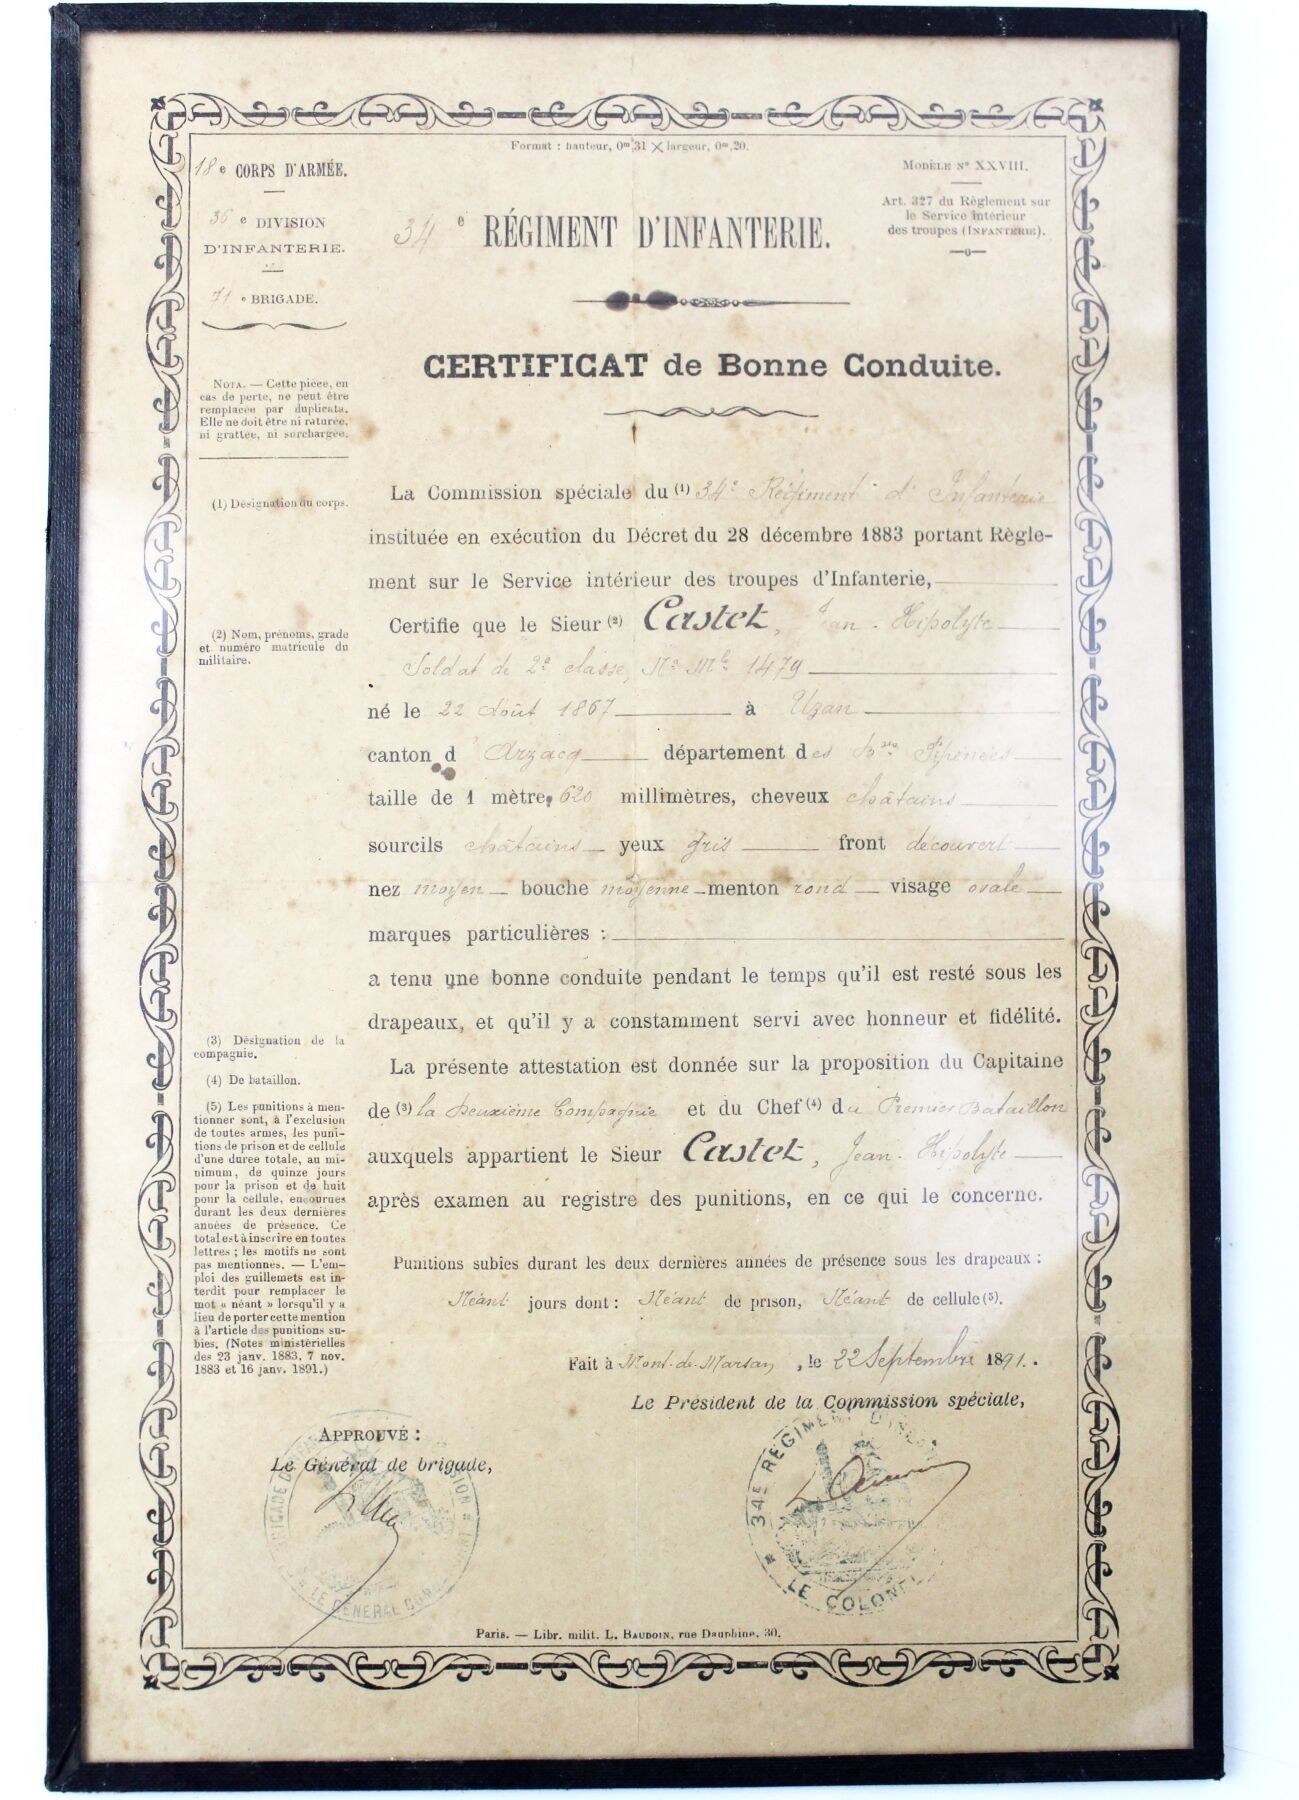 Format : hauteur, 0m,31 × largeur, 0m,20.
18e CORPS D'ARMÉE.
36e DIVISION
D'INFANTERIE.
71e BRIGADE.
34e RÉGIMENT D'INFANTERIE.
MODÈLE No XXVIII.
Art. 327 du Règlement sur
le Service intérieur
des troupes (INFANTERIE).
CERTIFICAT de Bonne Conduite.
NOTA. — Cette pièce, en
cas de perte, ne peut être
remplacée par duplicata.
Elle ne doit être ni raturée,
ni grattée, ni surchargée.
(1) Désignation du corps.
(2) Nom, prénoms, grade
et numéro matricule du
militaire.
(3) Désignation de la
compagnie.
(4) De bataillon.
(5) Les punitions à men-
tionner sont, à l'exclusion
de toutes armes, les puni-
tions de prison et de cellule
d'une durée totale, au mi-
nimum, de quinze jours
pour la prison et de huit
pour la cellule, encourues
durant les deux dernières
années de présence. Ce
total est à inscrire en toutes
lettres ; les motifs ne sont
pas mentionnés. — L'em-
ploi des guillemets est in-
terdit pour remplacer le
mot « néant » lorsqu'il y a
lieu de porter cette mention
à l'article des punitions su-
bies. (Notes ministérielles
des 23 janv. 1883, 7 nov.
1883 et 16 janv. 1891.)
La Commission spéciale du (1) 34e Régiment d'Infanterie
instituée en exécution du Décret du 28 décembre 1883 portant Règle-
ment sur le Service intérieur des troupes d'Infanterie,
Certifie que le Sieur (2) Castet, Jean-Hipolyte
Soldat de 2e classe, No Mle 1479
né le 22 Août 1867 à Uzan
canton d'Arzacq département des Bses Pyrénées
taille de 1 mètre, 620 millimètres, cheveux châtains
sourcils châtains yeux gris front découvert
nez moyen bouche moyenne menton rond visage ovale
marques particulières :
a tenu une bonne conduite pendant le temps qu'il est resté sous les
drapeaux, et qu'il y a constamment servi avec honneur et fidélité.
La présente attestation est donnée sur la proposition du Capitaine
de (3) la Deuxième Compagnie et du Chef (4) du Premier Bataillon
auxquels appartient le Sieur Castet, Jean-Hipolyte
après examen au registre des punitions, en ce qui le concerne.
Punitions subies durant les deux dernières années de présence sous les drapeaux :
Néant jours dont : Néant de prison, Néant de cellule (5).
Fait à Mont-de-Marsan, le 22 Septembre 1891.
Le Président de la Commission spéciale,
34E REGIMENT D'IN
LE COLONEL
APPROUVÉ :
Le Général de brigade,
LE GENERAL
Paris. — Libr. milit. L. BAUDOIN, rue Dauphine, 30.